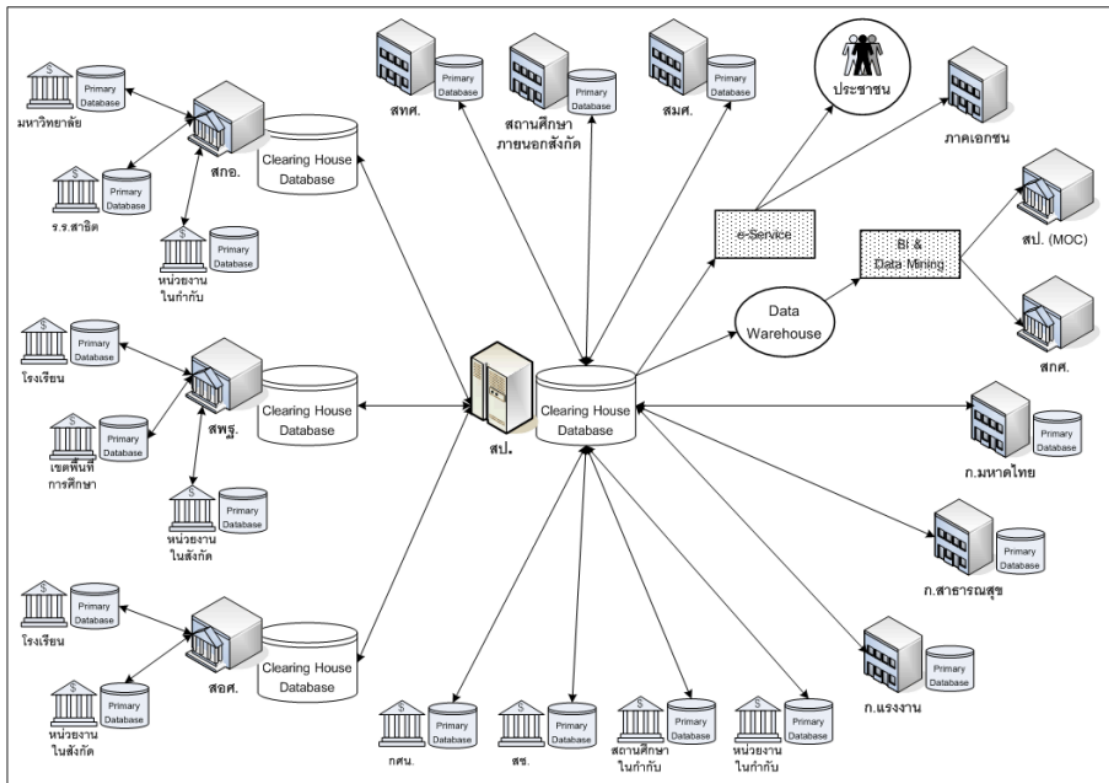 Primary
Database
มหาวิทยาลัย
Primary
Database
ร.ร.สาธิต
สกอ.
Clearing House
Database
Primary
Database
หน่วยงาน
ในกำกับ
Primary
Database
สทศ.
Primary
Database
สถานศึกษา
ภายนอกสังกัด
Primary
Database
สมศ.
ประชาชน
ภาคเอกชน
e-Service
BI &
Data Mining
สป. (MOC)
สกศ.
Data
Warehouse
Primary
Database
โรงเรียน
Primary
Database
เขตพื้นที่
การศึกษา
สพฐ.
Clearing House
Database
Primary
Database
หน่วยงาน
ในสังกัด
สป.
Clearing House
Database
Primary
Database
ก.มหาดไทย
Primary
Database
ก.สาธารณสุข
Primary
Database
ก.แรงงาน
Primary
Database
โรงเรียน
Primary
Database
หน่วยงาน
ในสังกัด
สอศ.
Clearing House
Database
Primary
Database
กศน.
Primary
Database
สช.
Primary
Database
สถานศึกษา
ในกำกับ
Primary
Database
หน่วยงาน
ในกำกับ